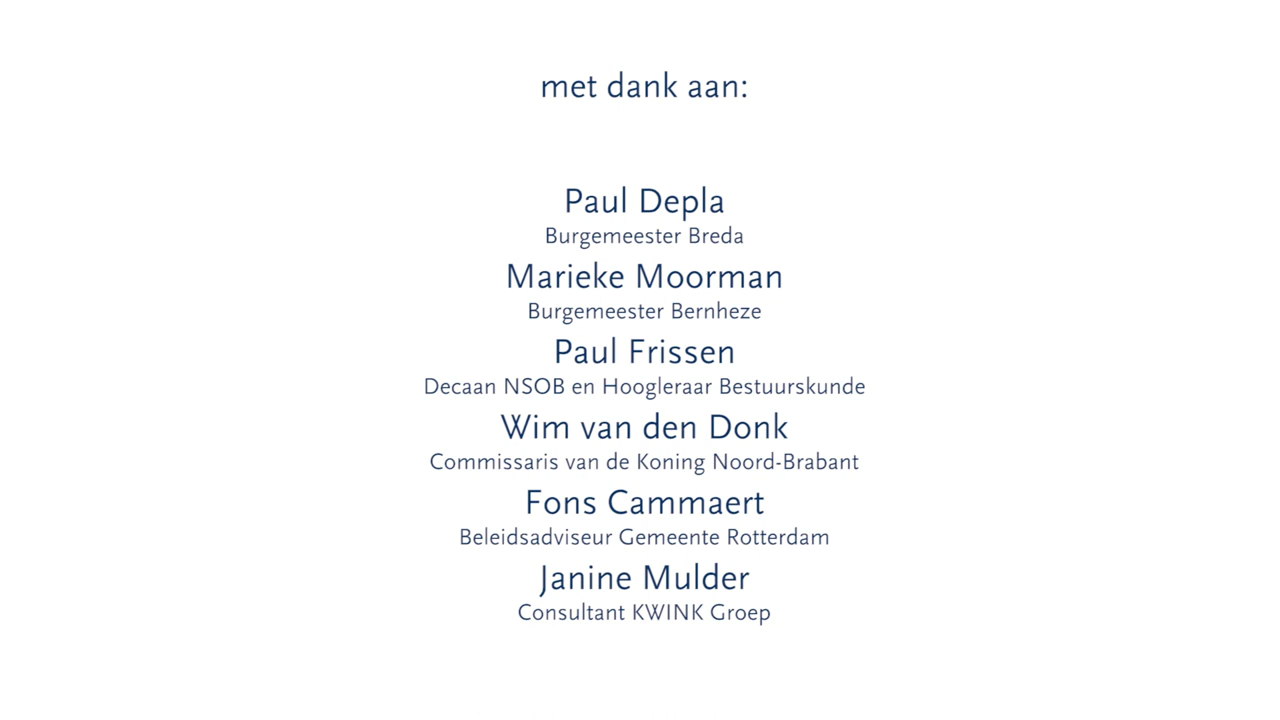 met dank aan:
Paul Depla
Burgemeester Breda
Marieke Moorman
Burgemeester Bernheze
Paul Frissen
Decaan NSOB en Hoogleraar Bestuurskunde
Wim van den Donk
Commissaris van de Koning Noord-Brabant
Fons Cammaert
Beleidsadviseur Gemeente Rotterdam
Janine Mulder
Consultant KWINK Groep